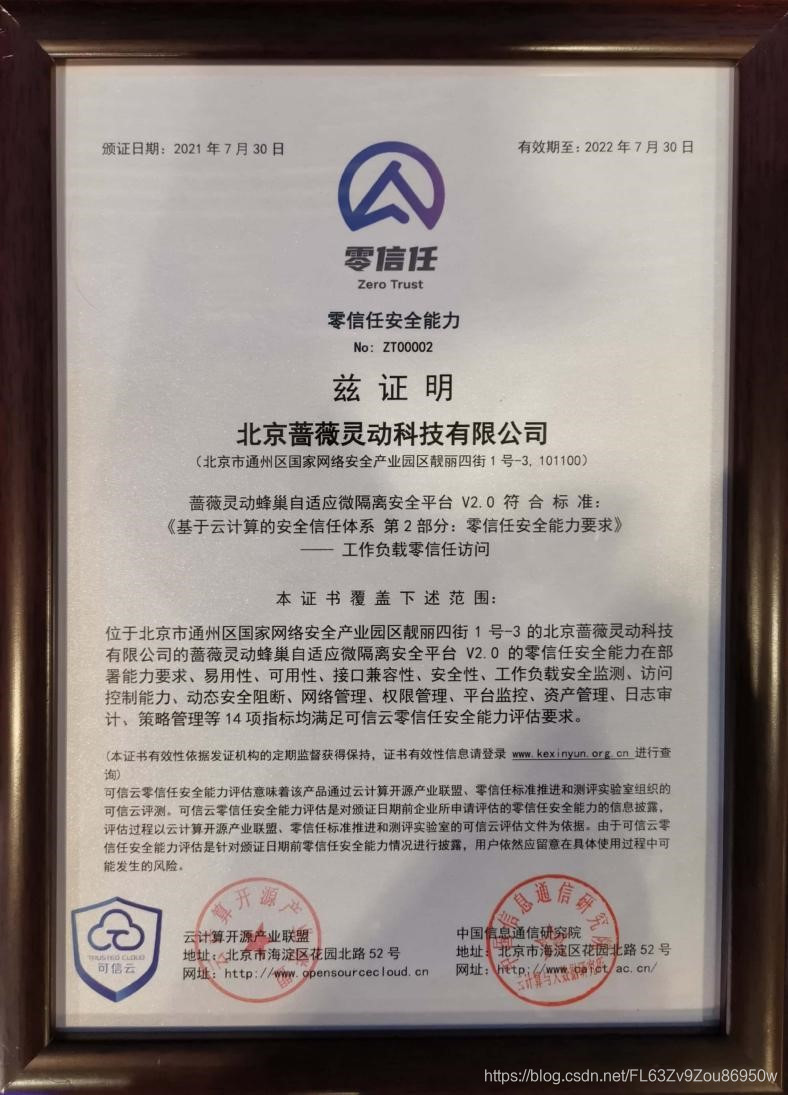 颁证日期：2021 年 7 月 30 日
有效期至：2022 年 7 月 30 日
零信任
Zero Trust
零信任安全能力
No: ZT00002
兹 证 明
北京蔷薇灵动科技有限公司
（北京市通州区国家网络安全产业园区靓丽四街 1 号-3, 101100）
蔷薇灵动蜂巢自适应微隔离安全平台 V2.0 符 合 标 准：
《基于云计算的安全信任体系 第 2 部分：零信任安全能力要求》
—— 工作负载零信任访问
本 证 书 覆 盖 下 述 范 围：
位于北京市通州区国家网络安全产业园区靓丽四街 1 号-3 的北京蔷薇灵动科技
有限公司的蔷薇灵动蜂巢自适应微隔离安全平台 V2.0 的零信任安全能力在部
署能力要求、易用性、可用性、接口兼容性、安全性、工作负载安全监测、访问
控制能力、动态安全阻断、网络管理、权限管理、平台监控、资产管理、日志审
计、策略管理等 14 项指标均满足可信云零信任安全能力评估要求。
(本证书有效性依据发证机构的定期监督获得保持，证书有效性信息请登录 www.kexinyun.org.cn 进行查
询)
可信云零信任安全能力评估意味着该产品通过云计算开源产业联盟、零信任标准推进和测评实验室组织的
可信云评测。可信云零信任安全能力评估是对颁证日期前企业所申请评估的零信任安全能力的信息披露，
评估过程以云计算开源产业联盟、零信任标准推进和测评实验室的可信云评估文件为依据。由于可信云零
信任安全能力评估是针对颁证日期前零信任安全能力情况进行披露，用户依然应留意在具体使用过程中可
能发生的风险。
TRUSTED CLOUD
可信云
云计算开源产业联盟
地址：北京市海淀区花园北路 52 号
网址：http://www.opensourcecloud.cn
云计算开源产业联盟
中国信息通信研究院
地址：北京市海淀区花园北路 52 号
网址：http://www.caict.ac.cn/
中国信息通信研究院
https://blog.csdn.net/FL63Zv9Zou86950w